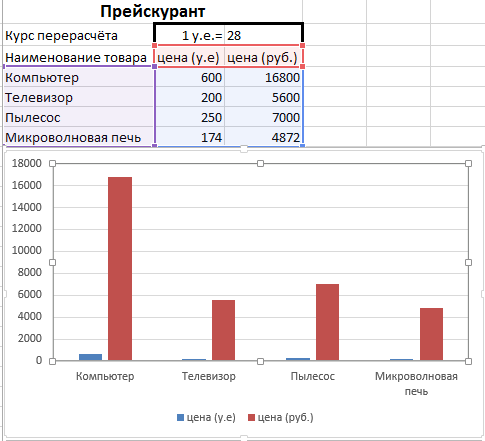 Прейскурант
Курс перерасчёта 1 у.е.= 28
Наименование товара цена (у.е) цена (руб.)
Компьютер 600 16800
Телевизор 200 5600
Пылесос 250 7000
Микроволновая печь 174 4872
18000
16000
14000
12000
10000
8000
6000
4000
2000
0
Компьютер Телевизор Пылесос Микроволновая
печь
цена (у.е) цена (руб.)